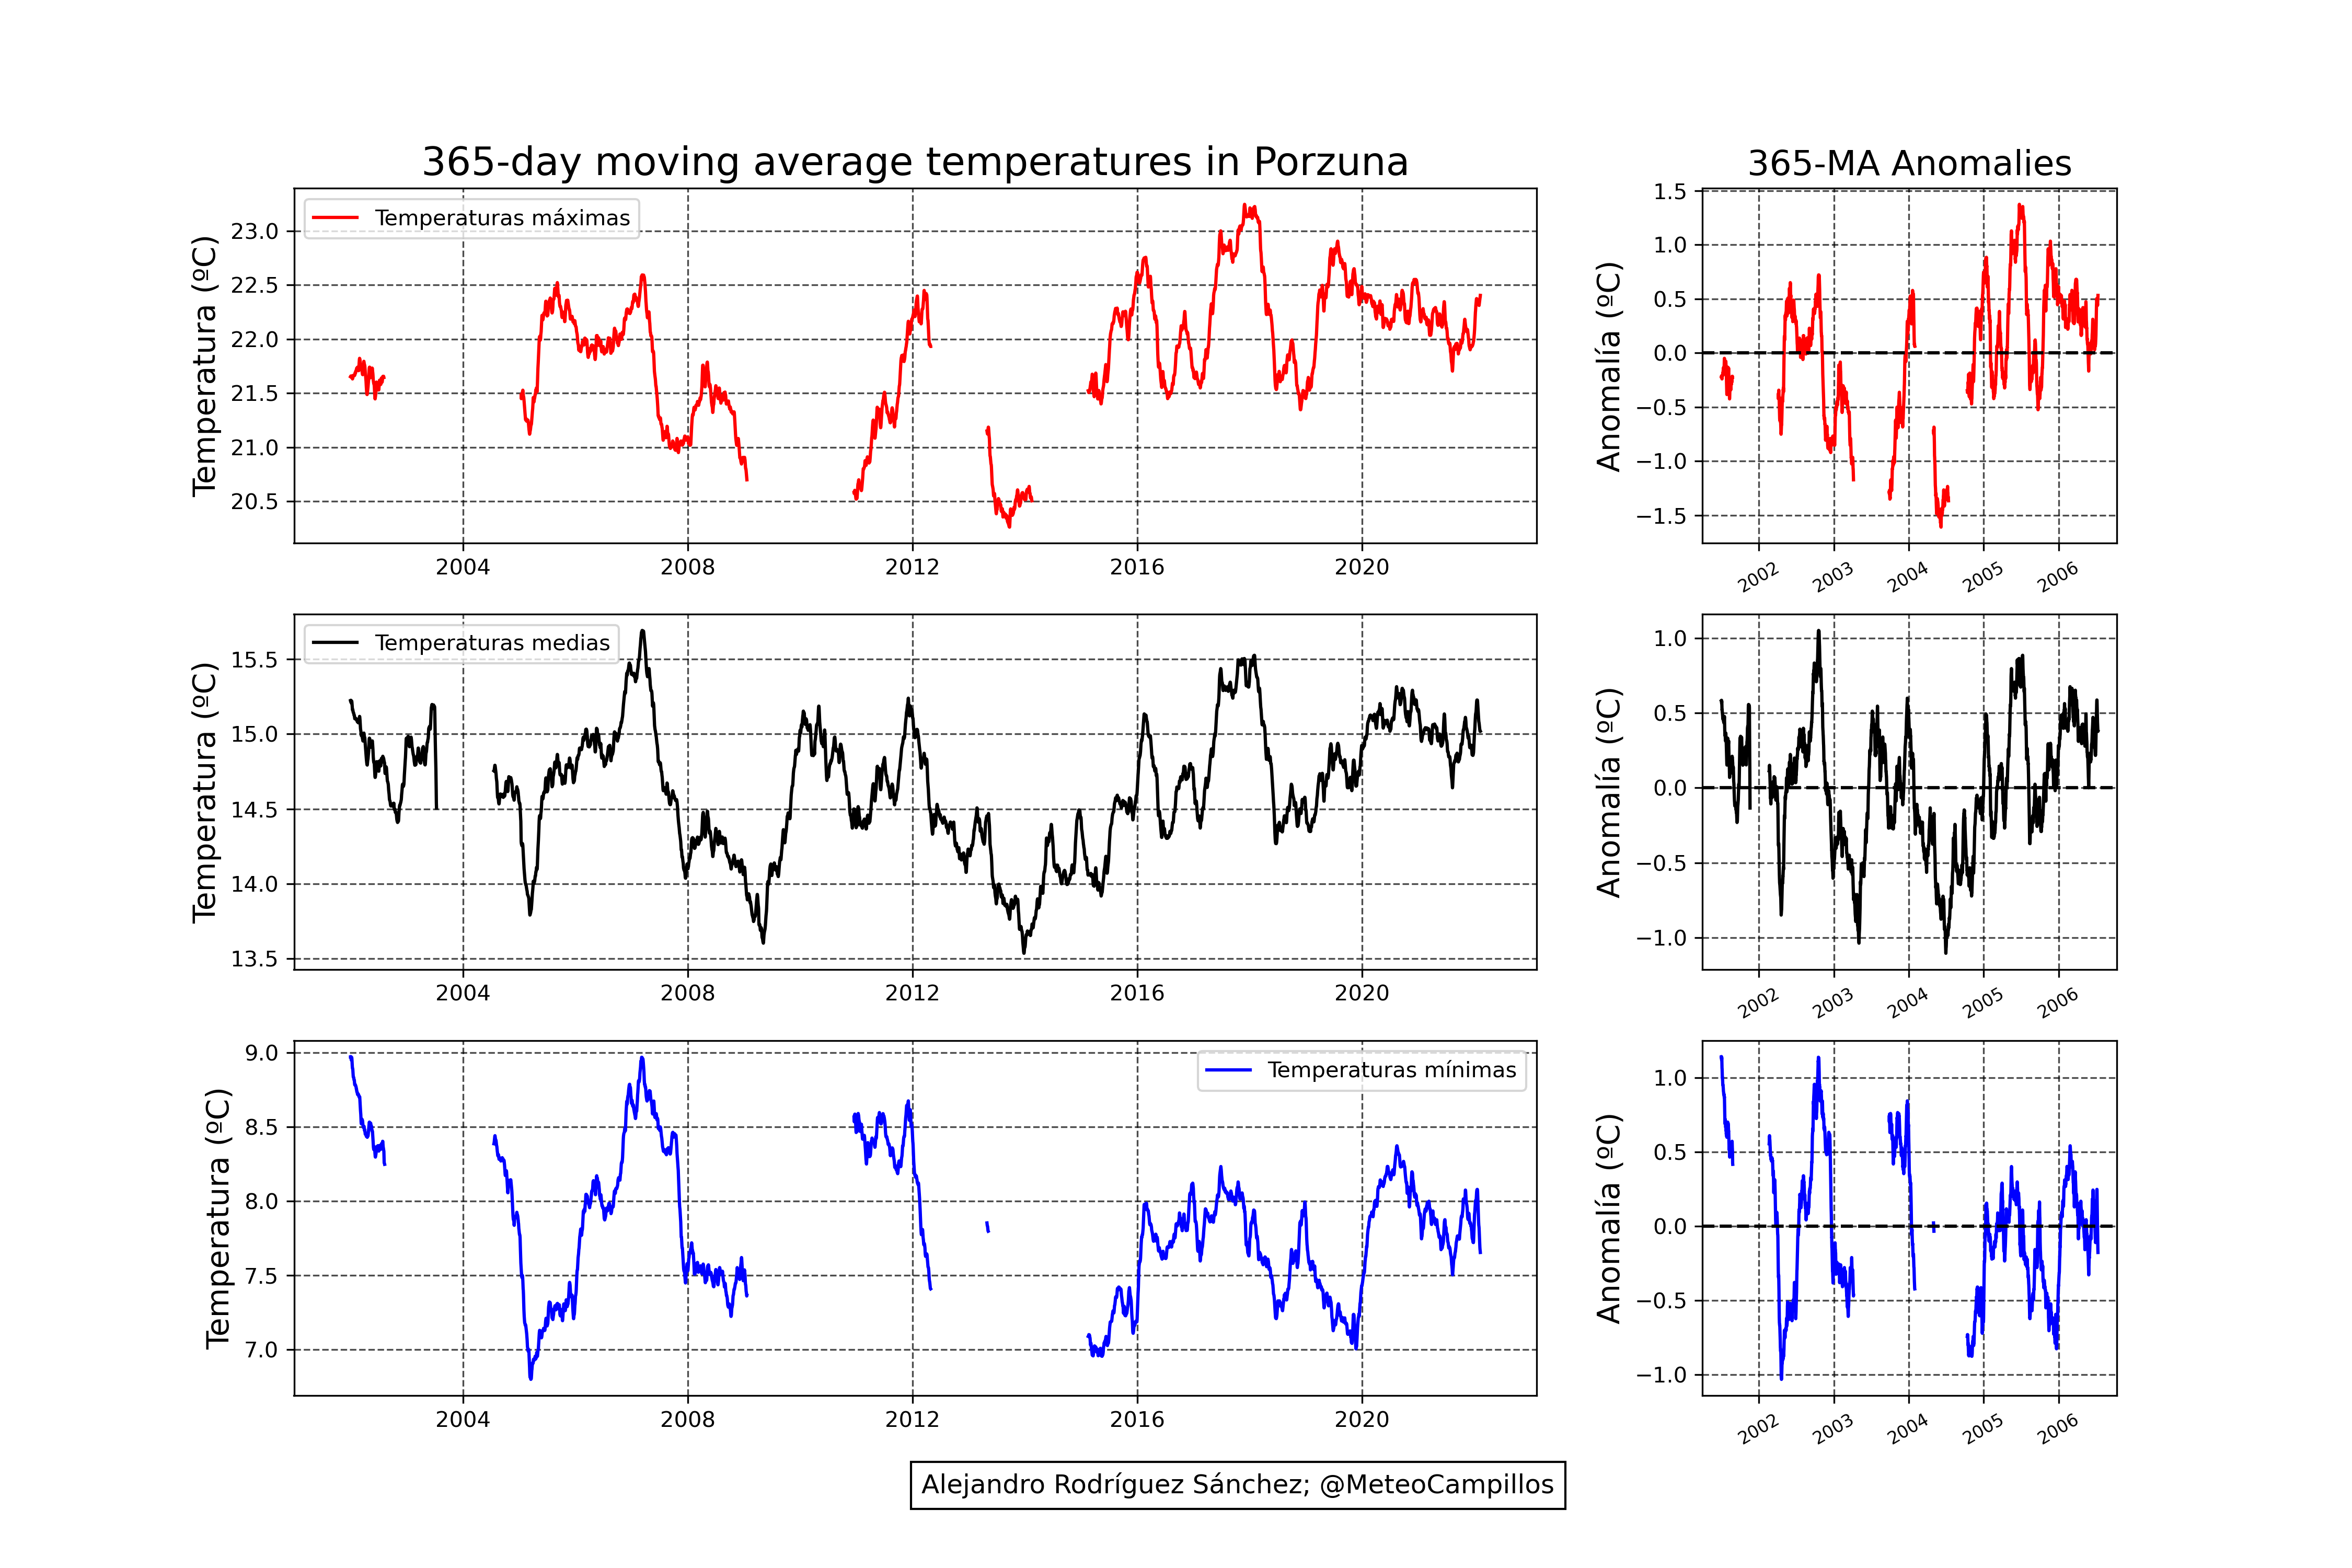 365-day moving average temperatures in Porzuna
365-MA Anomalies
Temperatura (ºC)
23.0
22.5
22.0
21.5
21.0
20.5
Temperaturas máximas
2004 2008 2012 2016 2020
Anomalía (ºC)
1.5
1.0
0.5
0.0
−0.5
−1.0
−1.5
2002 2003 2004 2005 2006
Temperatura (ºC)
15.5
15.0
14.5
14.0
13.5
Temperaturas medias
2004 2008 2012 2016 2020
Anomalía (ºC)
1.0
0.5
0.0
−0.5
−1.0
2002 2003 2004 2005 2006
Temperatura (ºC)
9.0
8.5
8.0
7.5
7.0
Temperaturas mínimas
2004 2008 2012 2016 2020
Anomalía (ºC)
1.0
0.5
0.0
−0.5
−1.0
2002 2003 2004 2005 2006
Alejandro Rodríguez Sánchez; @MeteoCampillos